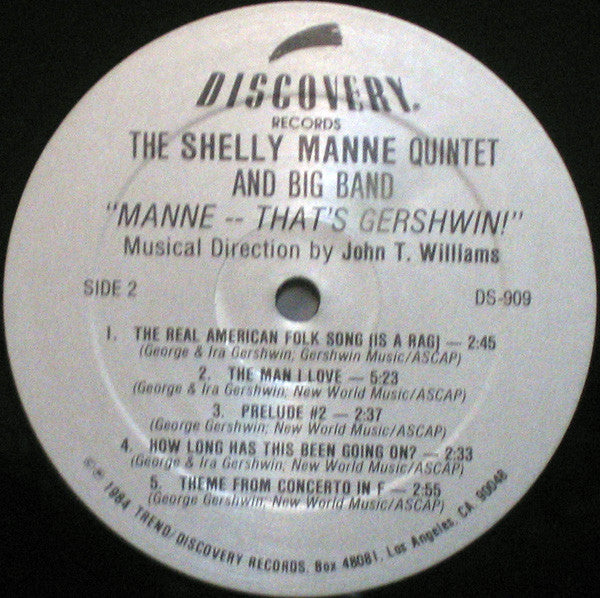 DISCOVERY.
RECORDS
THE SHELLY MANNE QUINTET
AND BIG BAND
"MANNE -- THAT'S GERSHWIN!"
Musical Direction by John T. Williams
SIDE 2
DS-909
1. THE REAL AMERICAN FOLK SONG (IS A RAG) — 2:45
(George & Ira Gershwin; Gershwin Music/ASCAP)
2. THE MAN I LOVE — 5:23
(George & Ira Gershwin; New World Music/ASCAP)
3. PRELUDE #2 — 2:37
(George Gershwin; New World Music/ASCAP)
4. HOW LONG HAS THIS BEEN GOING ON? — 2:33
(George & Ira Gershwin; New World Music/ASCAP)
5. THEME FROM CONCERTO IN F — 2:55
(George Gershwin; New World Music/ASCAP)
©℗ 1984 TREND/DISCOVERY RECORDS. Box 48081, Los Angeles, CA. 90048